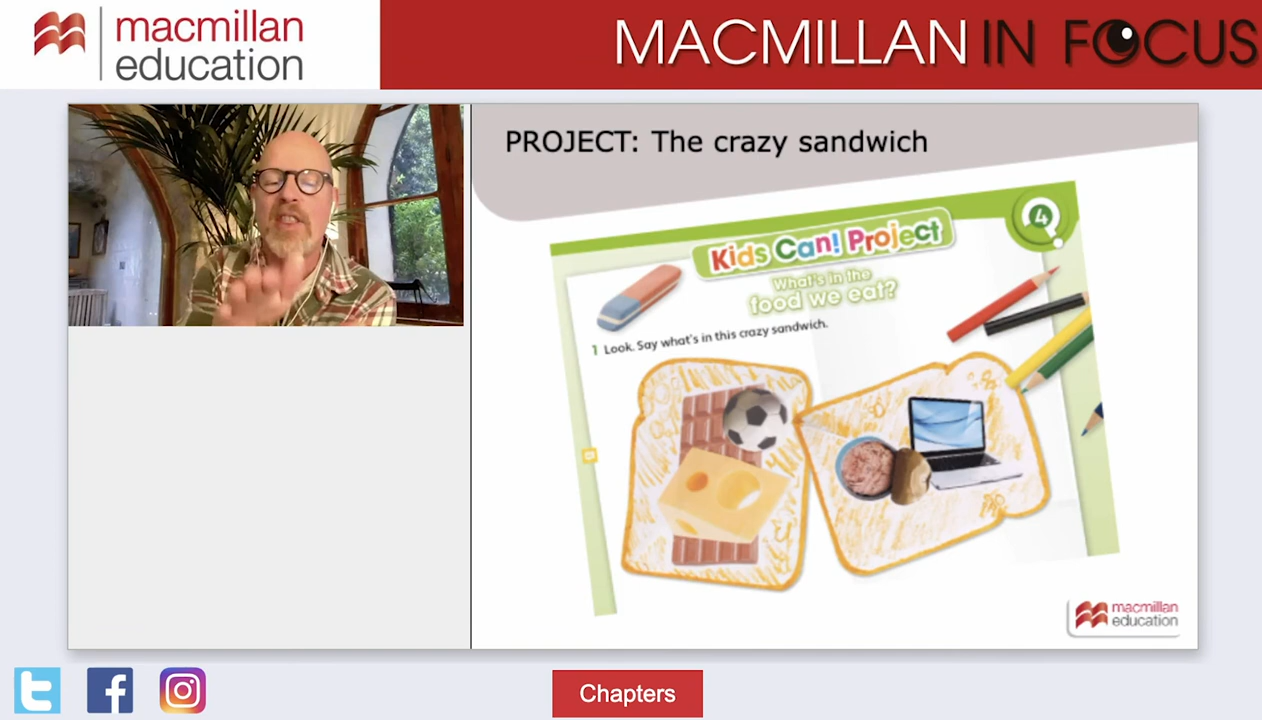 macmillan
education
MACMILLAN IN FOCUS
PROJECT: The crazy sandwich
4
Kids Can! Project
What's in the
food we eat?
1 Look. Say what's in this crazy sandwich.
macmillan
education
Chapters